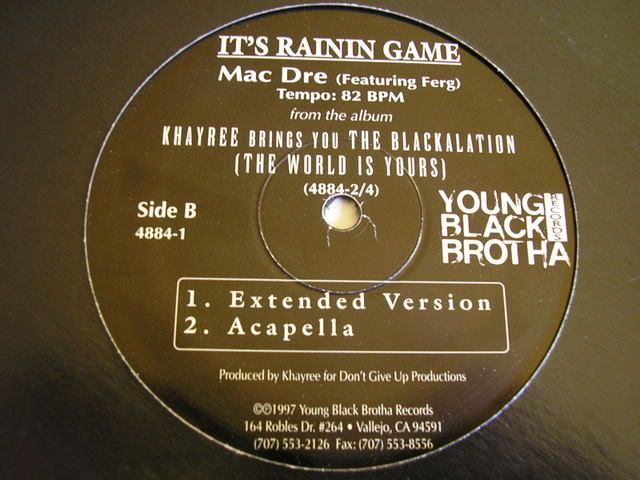 IT'S RAININ GAME
Mac Dre (Featuring Ferg)
Tempo: 82 BPM
from the album
KHAYREE BRINGS YOU THE BLACKALATION
(THE WORLD IS YOURS)
(4884-2/4)
Side B
4884-1
YOUNG
BLACK
BROTHA
RECORDS
1. Extended Version
2. Acapella
Produced by Khayree for Don't Give Up Productions
©℗1997 Young Black Brotha Records
164 Robles Dr. #264 • Vallejo, CA 94591
(707) 553-2126 Fax: (707) 553-8556